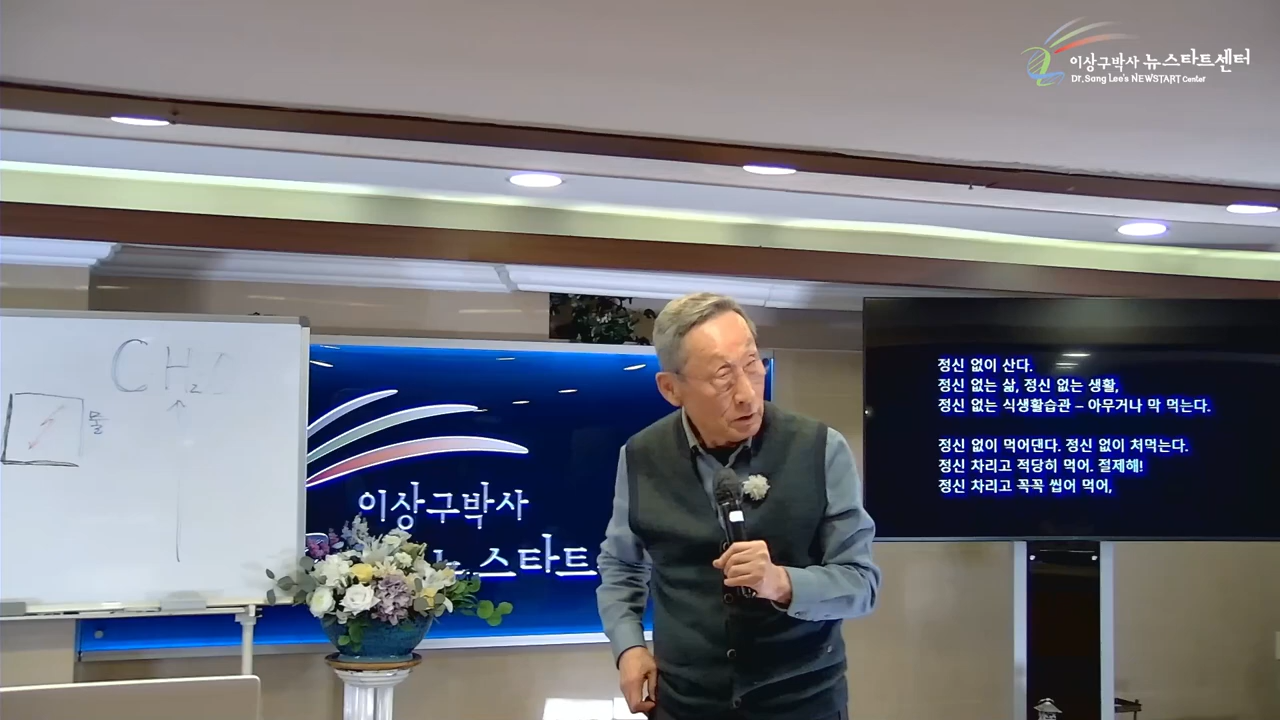 이상구박사 뉴스타트센터
Dr. Sang Lee's NEWSTART Center
CH2
물
이상구박사
스타트
정신 없이 산다.
정신 없는 삶, 정신 없는 생활,
정신 없는 식생활습관 – 아무거나 막 먹는다.
정신 없이 먹어댄다. 정신 없이 처먹는다.
정신 차리고 적당히 먹어. 절제해!
정신 차리고 꼭꼭 씹어 먹어,